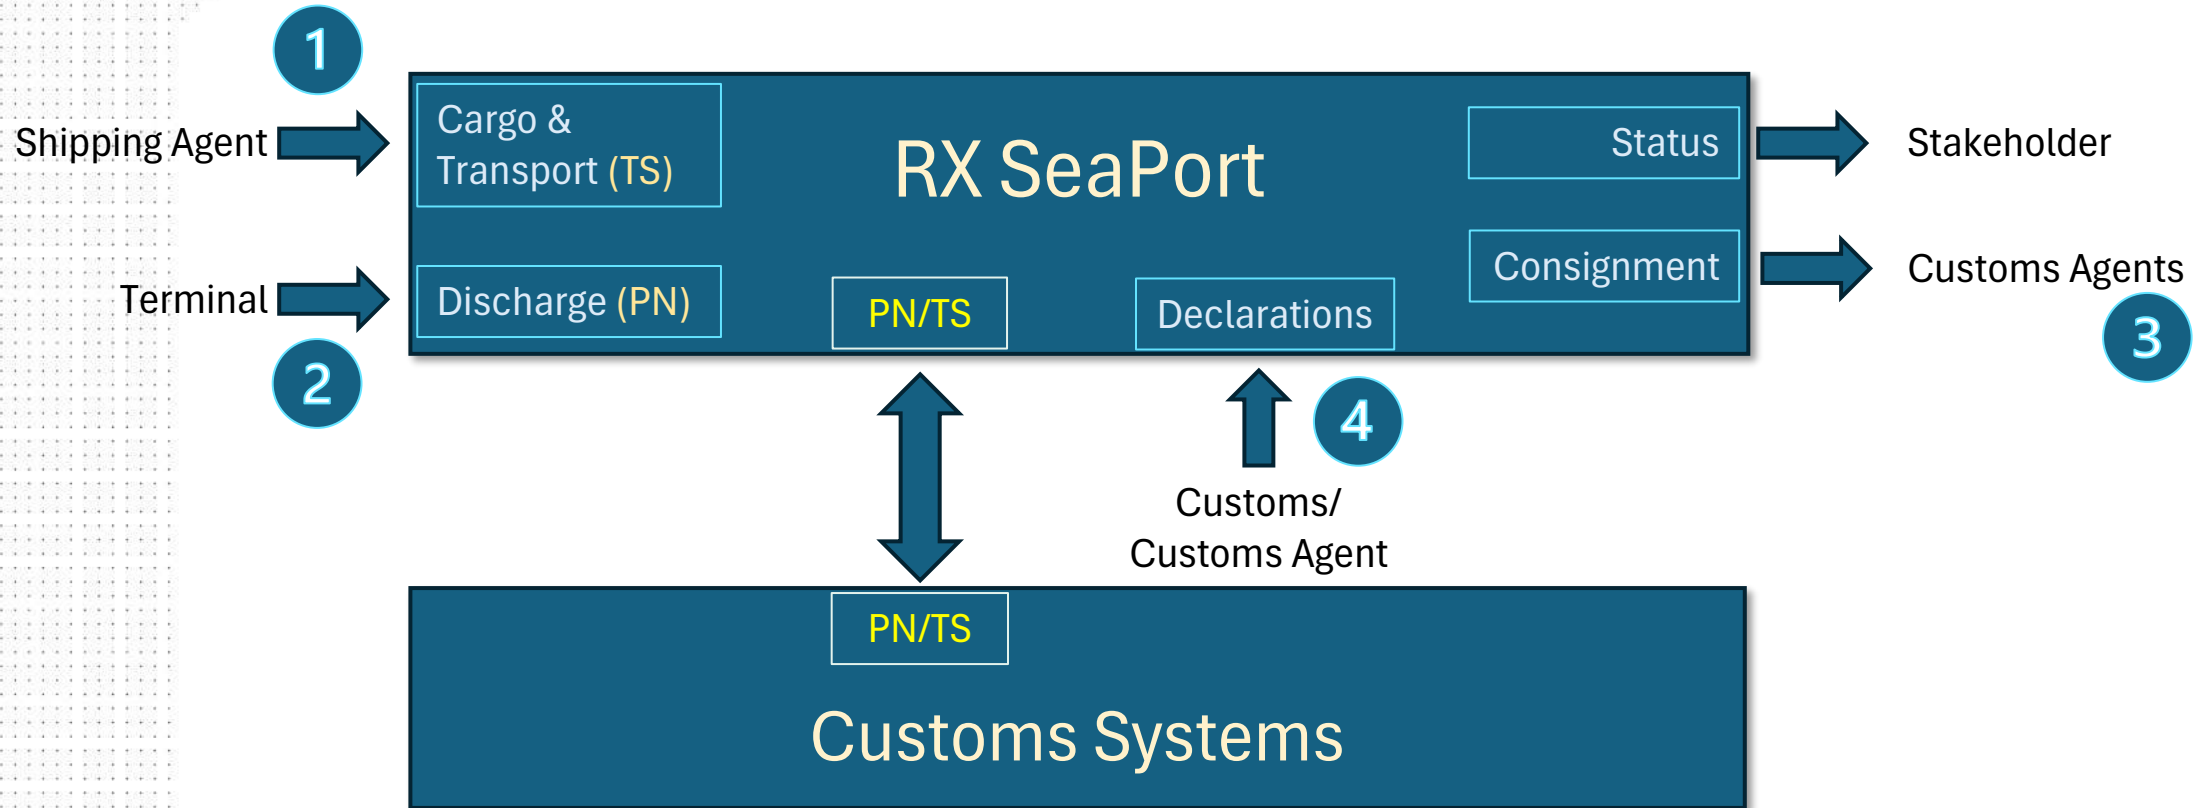 1
Shipping Agent
Cargo &
Transport (TS)
RX SeaPort
Status
Stakeholder
Terminal
Discharge (PN)
2
PN/TS
Declarations
Consignment
Customs Agents
3
4
Customs/
Customs Agent
PN/TS
Customs Systems